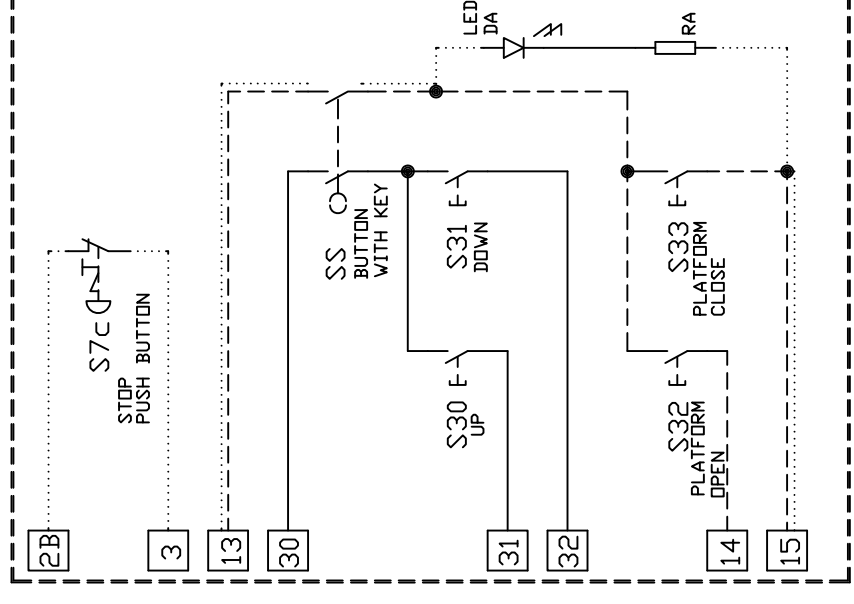 2B
S7c
STOP
PUSH BUTTON
3
13
30
SS
BUTTON
WITH KEY
S30
UP
S31
DOWN
LED
DA
31
32
S32
PLATFORM
OPEN
S33
PLATFORM
CLOSE
RA
14
15